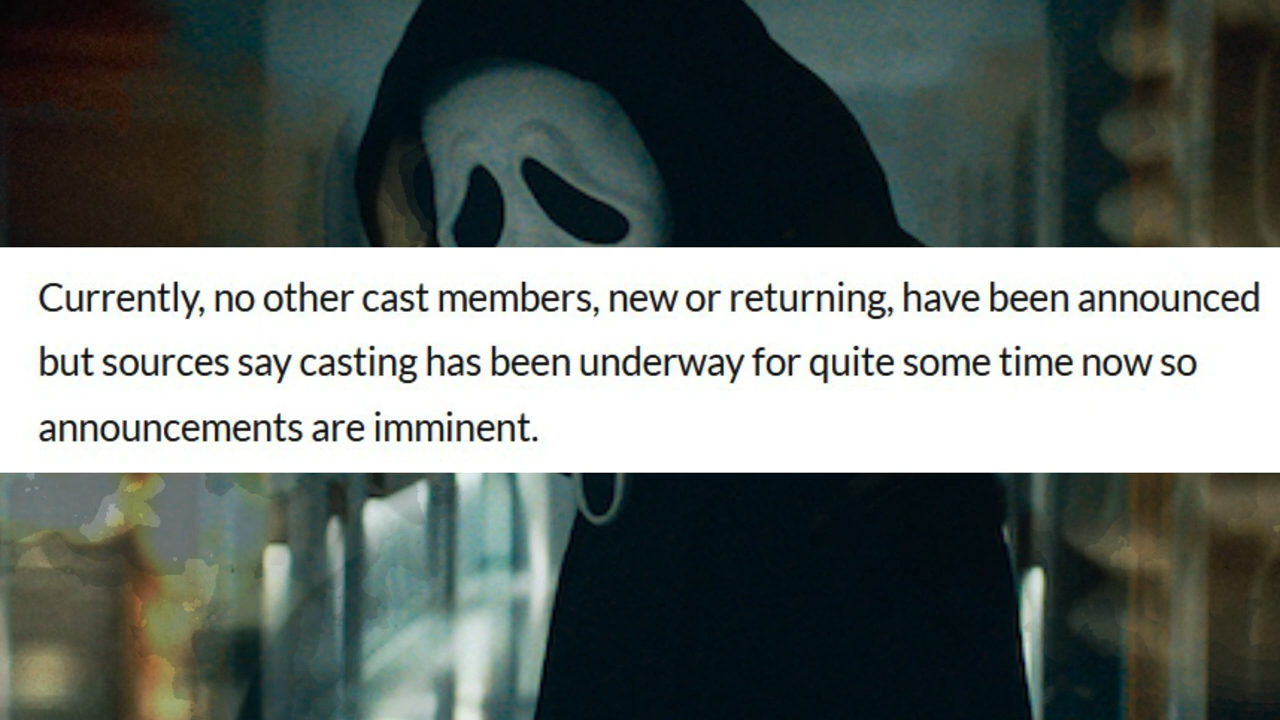 Currently, no other cast members, new or returning, have been announced
but sources say casting has been underway for quite some time now so
announcements are imminent.